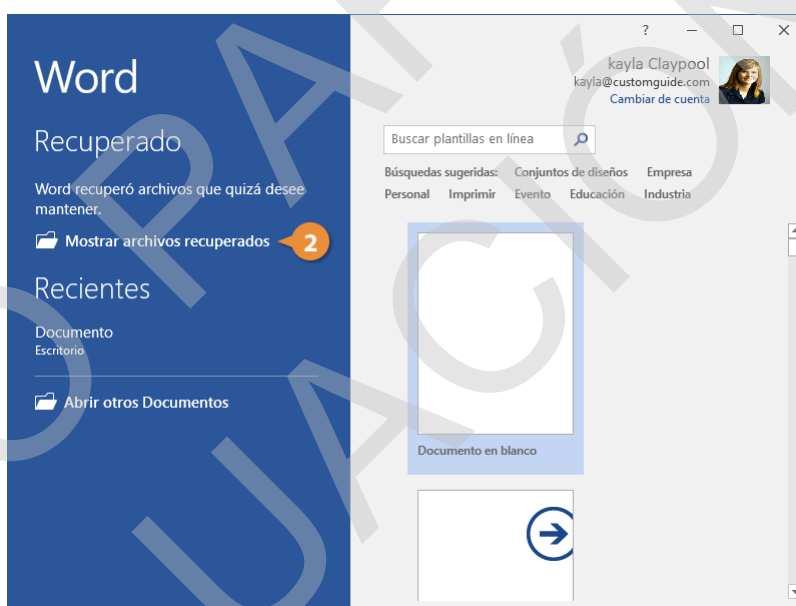 ?
Word
kayla Claypool
kayla@customguide.com
Cambiar de cuenta
Recuperado
Word recuperó archivos que quizá desee
mantener.
Mostrar archivos recuperados
2
Recientes
Documento
Escritorio
Abrir otros Documentos
Buscar plantillas en línea
Búsquedas sugeridas: Conjuntos de diseños Empresa
Personal Imprimir Evento Educación Industria
Documento en blanco